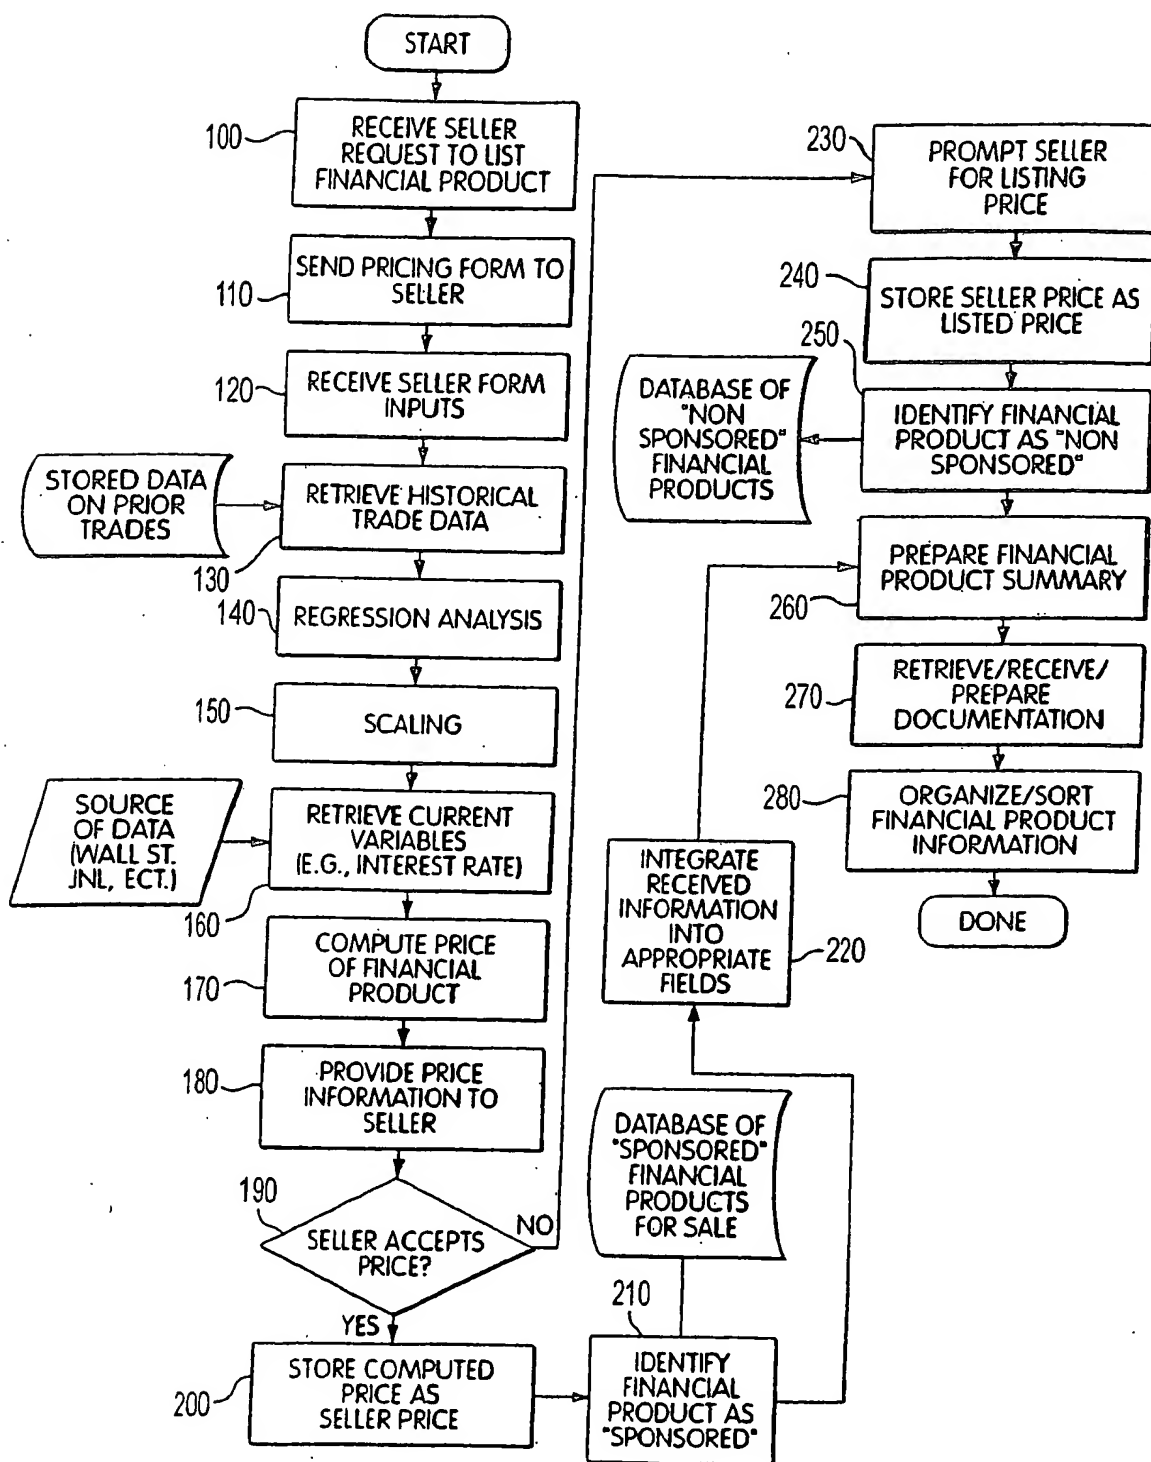 START
100
RECEIVE SELLER
REQUEST TO LIST
FINANCIAL PRODUCT
110
SEND PRICING FORM TO
SELLER
120
RECEIVE SELLER FORM
INPUTS
STORED DATA
ON PRIOR
TRADES
RETRIEVE HISTORICAL
TRADE DATA
130
140
REGRESSION ANALYSIS
150
SCALING
SOURCE
OF DATA
(WALL ST.
JNL, ECT.)
RETRIEVE CURRENT
VARIABLES
(E.G., INTEREST RATE)
160
COMPUTE PRICE
OF FINANCIAL
PRODUCT
170
180
PROVIDE PRICE
INFORMATION TO
SELLER
190
SELLER ACCEPTS
PRICE?
NO
YES
200
STORE COMPUTED
PRICE AS
SELLER PRICE
210
IDENTIFY
FINANCIAL
PRODUCT AS
"SPONSORED"
DATABASE OF
"SPONSORED"
FINANCIAL
PRODUCTS
FOR SALE
INTEGRATE
RECEIVED
INFORMATION
INTO
APPROPRIATE
FIELDS
220
230
PROMPT SELLER
FOR LISTING
PRICE
240
STORE SELLER PRICE AS
LISTED PRICE
250
IDENTIFY FINANCIAL
PRODUCT AS "NON
SPONSORED"
DATABASE OF
"NON
SPONSORED"
FINANCIAL
PRODUCTS
PREPARE FINANCIAL
PRODUCT SUMMARY
260
270
RETRIEVE/RECEIVE/
PREPARE
DOCUMENTATION
280
ORGANIZE/SORT
FINANCIAL PRODUCT
INFORMATION
DONE